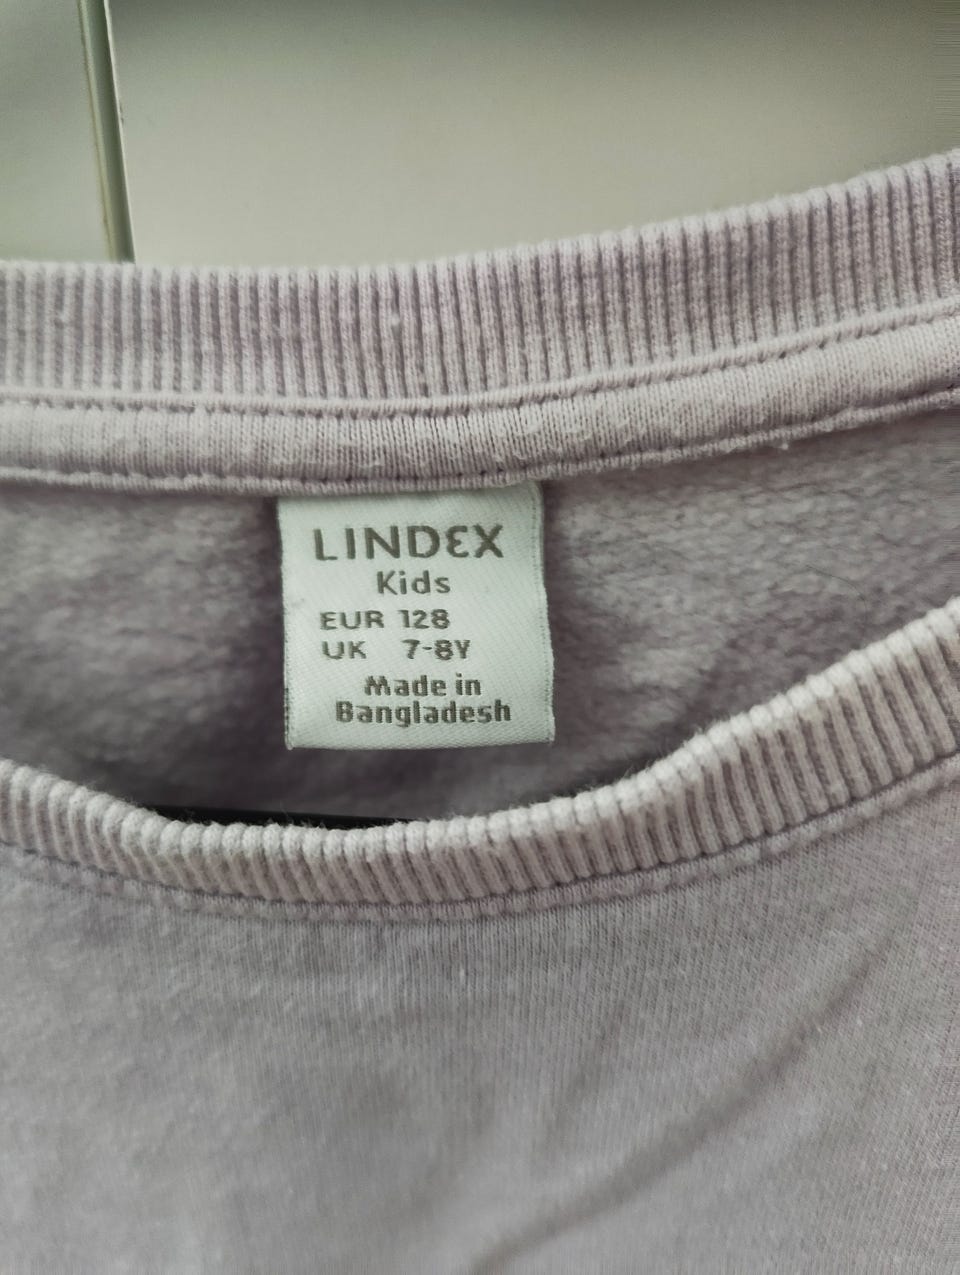 LINDEX
Kids
EUR 128
UK 7-8Y
Made in
Bangladesh